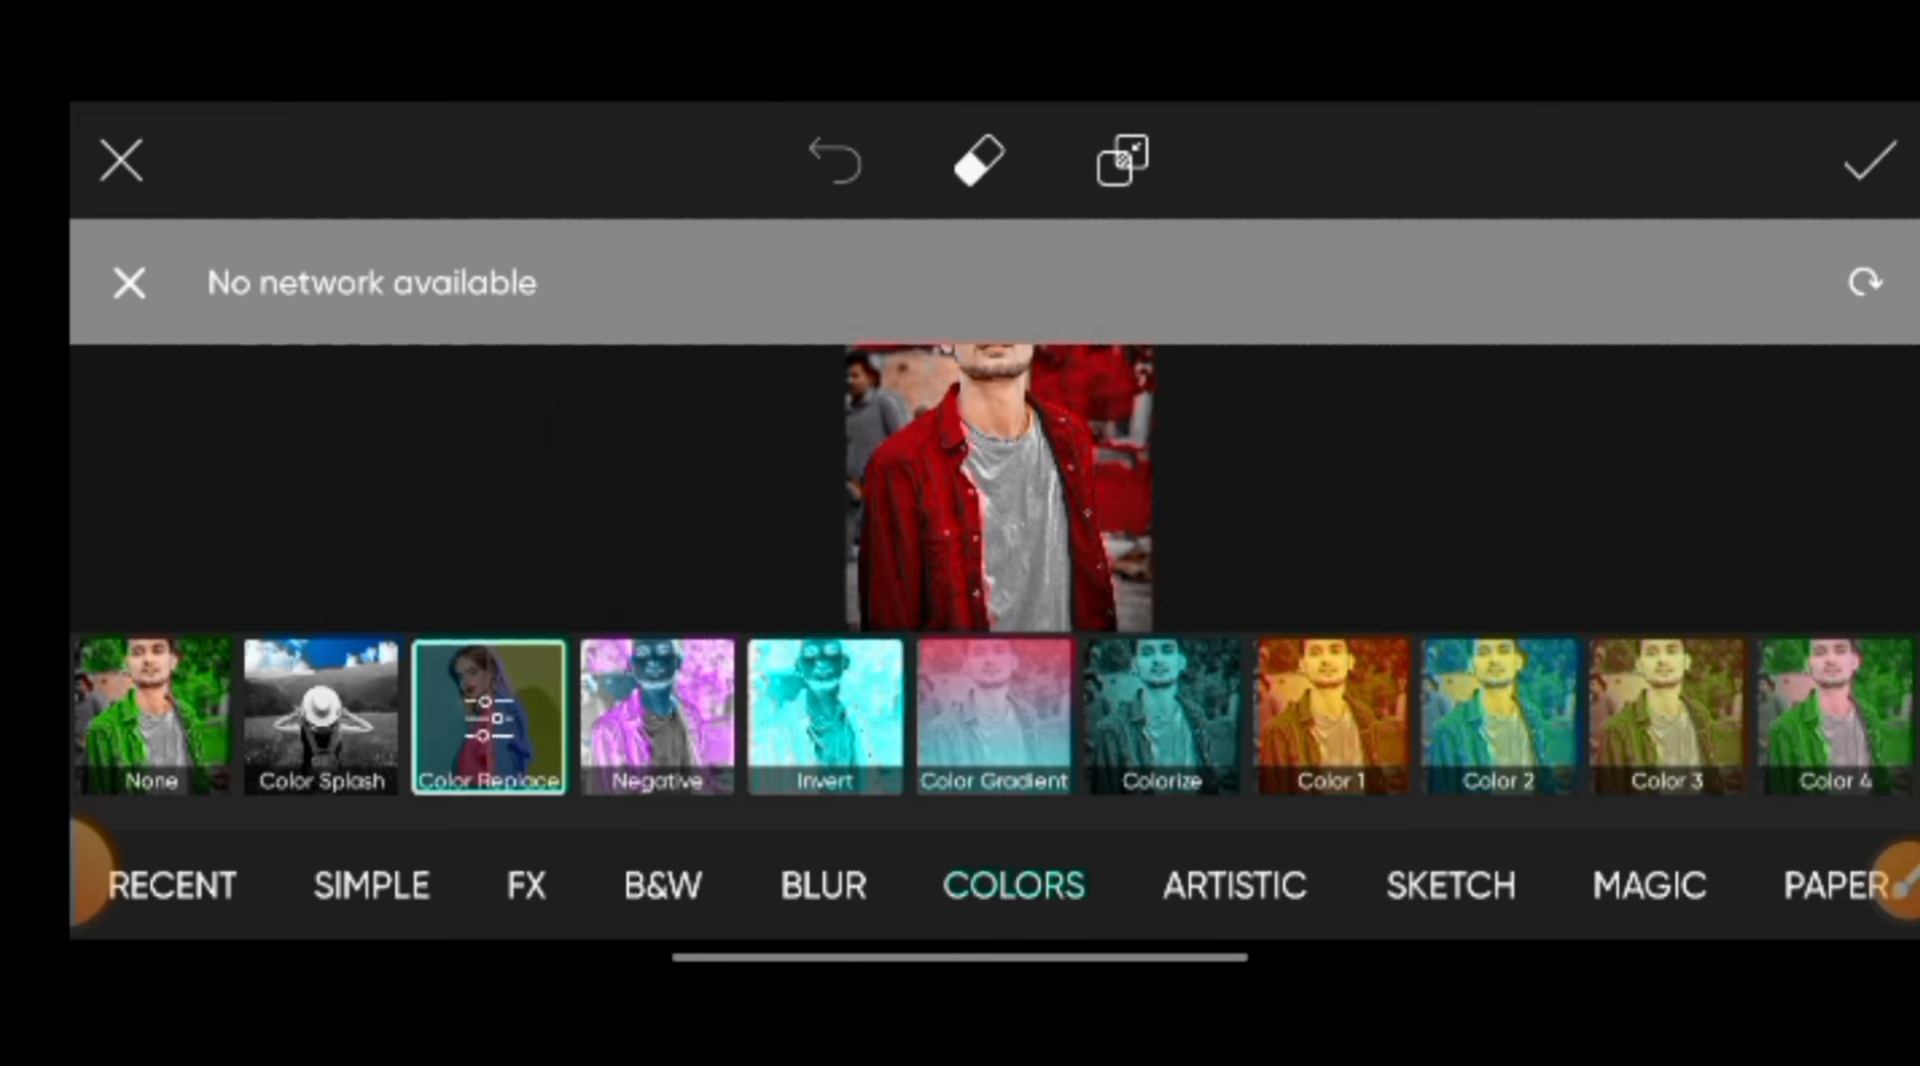 No network available
None Color Splash Color Replace Negative Invert Color Gradient Colorize Color 1 Color 2 Color 3 Color 4
RECENT SIMPLE FX B&W BLUR COLORS ARTISTIC SKETCH MAGIC PAPER